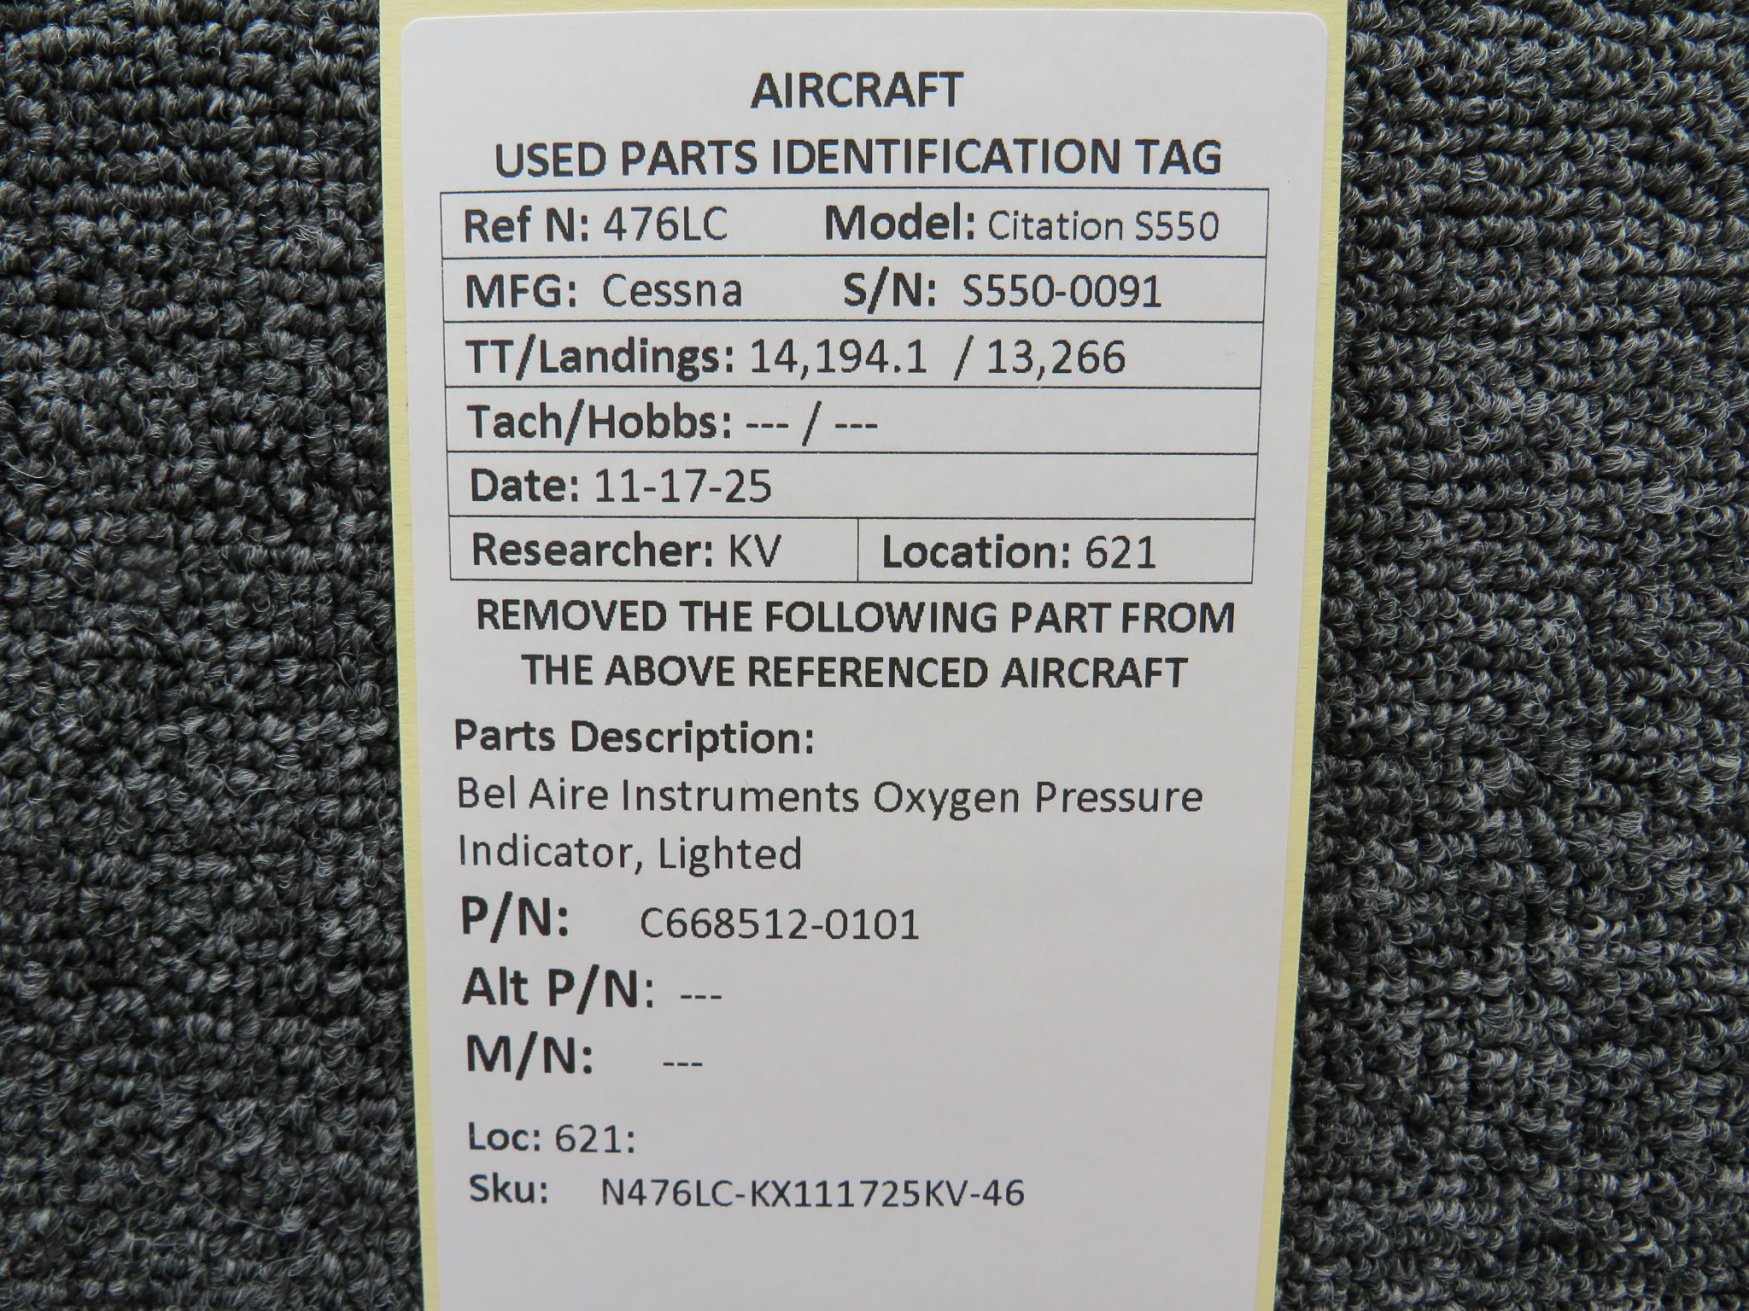 AIRCRAFT
USED PARTS IDENTIFICATION TAG
Ref N: 476LC Model: Citation S550
MFG: Cessna S/N: S550-0091
TT/Landings: 14,194.1 / 13,266
Tach/Hobbs: --- / ---
Date: 11-17-25
Researcher: KV Location: 621
REMOVED THE FOLLOWING PART FROM
THE ABOVE REFERENCED AIRCRAFT
Parts Description:
Bel Aire Instruments Oxygen Pressure
Indicator, Lighted
P/N: C668512-0101
Alt P/N: ---
M/N: ---
Loc: 621:
Sku: N476LC-KX111725KV-46